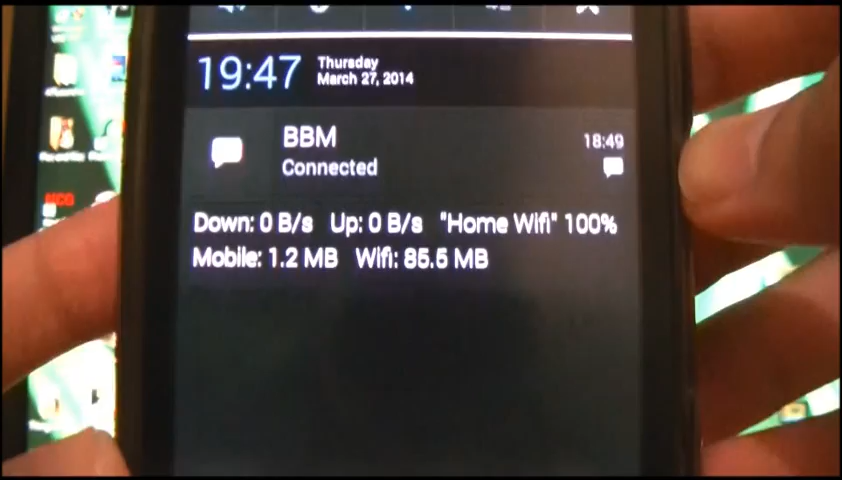 19:47
Thursday
March 27, 2014
BBM
18:49
Connected
Down: 0 B/s Up: 0 B/s "Home Wifi" 100%
Mobile: 1.2 MB Wifi: 85.5 MB